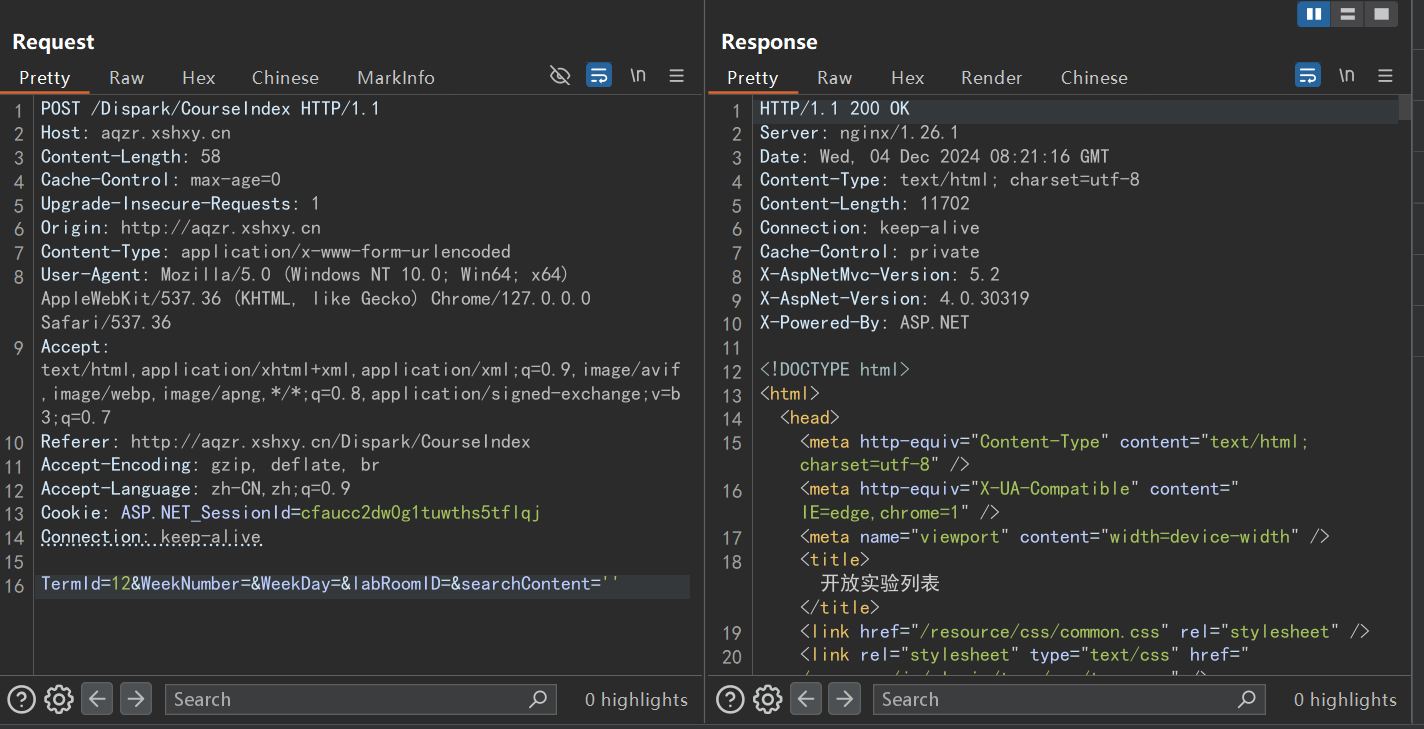 Request
Pretty Raw Hex Chinese MarkInfo \n
1 POST /Dispark/CourseIndex HTTP/1.1
2 Host: aqzr.xshxy.cn
3 Content-Length: 58
4 Cache-Control: max-age=0
5 Upgrade-Insecure-Requests: 1
6 Origin: http://aqzr.xshxy.cn
7 Content-Type: application/x-www-form-urlencoded
8 User-Agent: Mozilla/5.0 (Windows NT 10.0; Win64; x64)
AppleWebKit/537.36 (KHTML, like Gecko) Chrome/127.0.0.0
Safari/537.36
9 Accept:
text/html,application/xhtml+xml,application/xml;q=0.9,image/avif
,image/webp,image/apng,*/*;q=0.8,application/signed-exchange;v=b
3;q=0.7
10 Referer: http://aqzr.xshxy.cn/Dispark/CourseIndex
11 Accept-Encoding: gzip, deflate, br
12 Accept-Language: zh-CN,zh;q=0.9
13 Cookie: ASP.NET_SessionId=cfaucc2dw0g1tuwths5tflqj
14 Connection: keep-alive
15
16 TermId=12&WeekNumber=&WeekDay=&labRoomID=&searchContent=''
Search 0 highlights
Response
Pretty Raw Hex Render Chinese \n
1 HTTP/1.1 200 OK
2 Server: nginx/1.26.1
3 Date: Wed, 04 Dec 2024 08:21:16 GMT
4 Content-Type: text/html; charset=utf-8
5 Content-Length: 11702
6 Connection: keep-alive
7 Cache-Control: private
8 X-AspNetMvc-Version: 5.2
9 X-AspNet-Version: 4.0.30319
10 X-Powered-By: ASP.NET
11
12 <!DOCTYPE html>
13 <html>
14 <head>
15 <meta http-equiv="Content-Type" content="text/html;
charset=utf-8" />
16 <meta http-equiv="X-UA-Compatible" content="
IE=edge,chrome=1" />
17 <meta name="viewport" content="width=device-width" />
18 <title>
开放实验列表
</title>
19 <link href="/resource/css/common.css" rel="stylesheet" />
20 <link rel="stylesheet" type="text/css" href="
Search 0 highlights